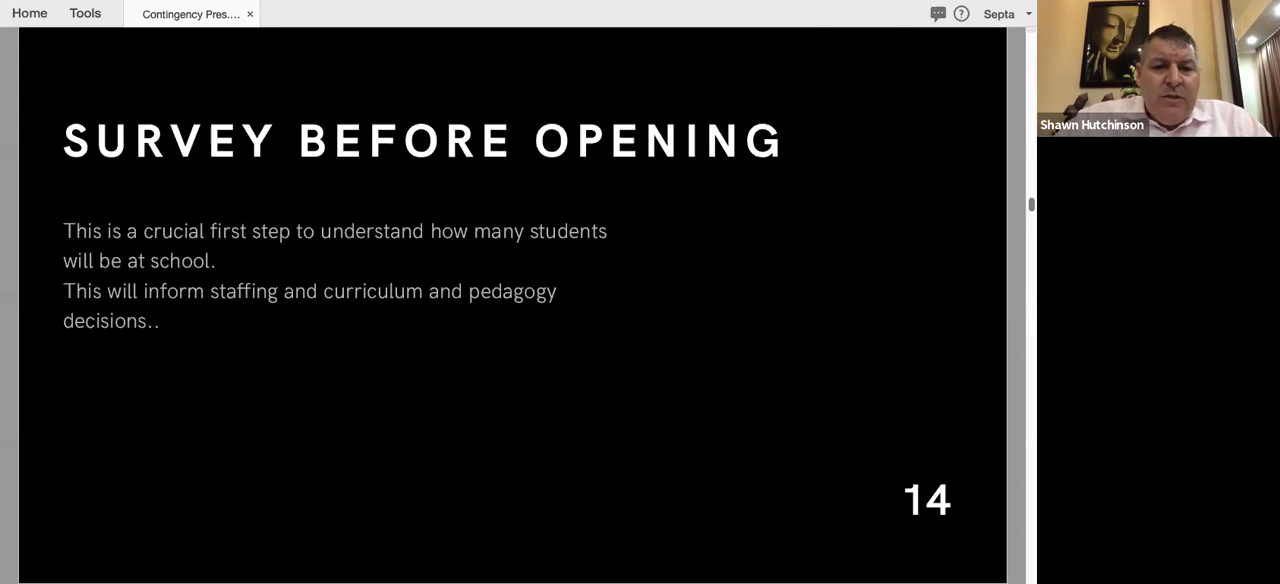 Home
Tools
Contingency Pres.... ×
? Septa
Shawn Hutchinson
SURVEY BEFORE OPENING
This is a crucial first step to understand how many students
will be at school.
This will inform staffing and curriculum and pedagogy
decisions..
14